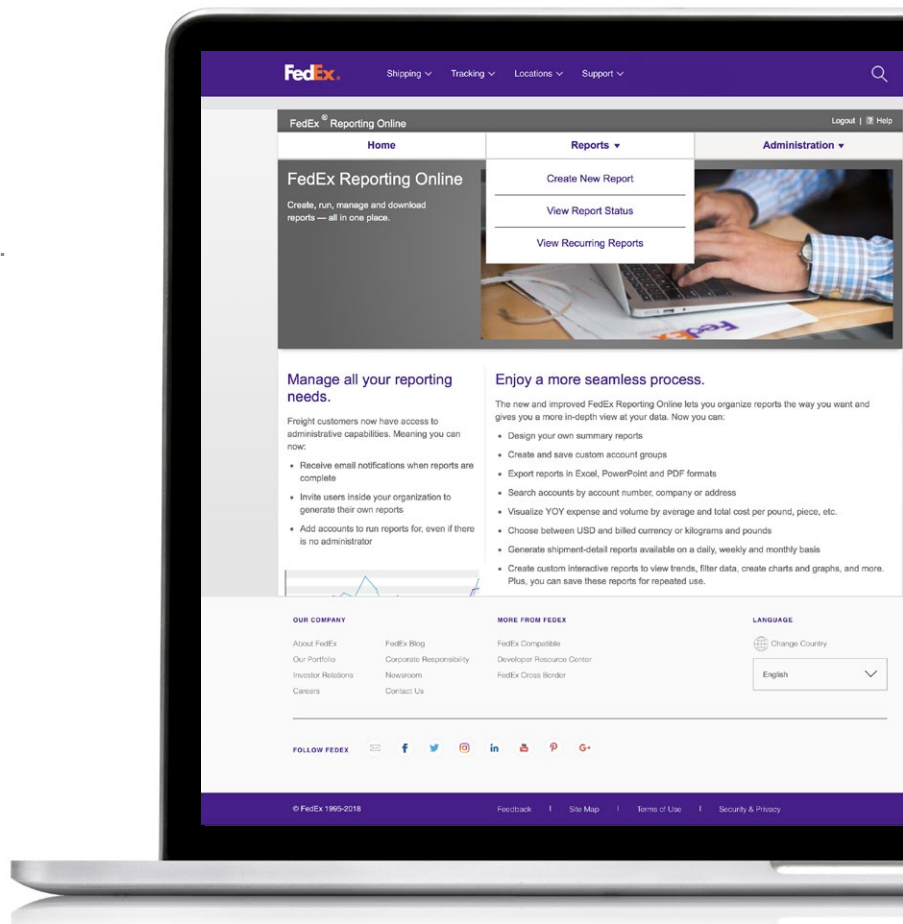 FedEx®
Shipping Tracking Locations Support
FedEx ® Reporting Online
Logout | ? Help
Home Reports Administration
FedEx Reporting Online
Create, run, manage and download
reports — all in one place.
Create New Report
View Report Status
View Recurring Reports
FedEx
Manage all your reporting
needs.
Freight customers now have access to
administrative capabilities. Meaning you can
now:
• Receive email notifications when reports are
complete
• Invite users inside your organization to
generate their own reports
• Add accounts to run reports for, even if there
is no administrator
Enjoy a more seamless process.
The new and improved FedEx Reporting Online lets you organize reports the way you want and
gives you a more in-depth view at your data. Now you can:
• Design your own summary reports
• Create and save custom account groups
• Export reports in Excel, PowerPoint and PDF formats
• Search accounts by account number, company or address
• Visualize YOY expense and volume by average and total cost per pound, piece, etc.
• Choose between USD and billed currency or kilograms and pounds
• Generate shipment-detail reports available on a daily, weekly and monthly basis
• Create custom interactive reports to view trends, filter data, create charts and graphs, and more.
Plus, you can save these reports for repeated use.
OUR COMPANY
About FedEx
Our Portfolio
Investor Relations
Careers
FedEx Blog
Corporate Responsibility
Newsroom
Contact Us
MORE FROM FEDEX
FedEx Compatible
Developer Resource Center
FedEx Cross Border
LANGUAGE
Change Country
English
FOLLOW FEDEX
© FedEx 1995-2018
Feedback | Site Map | Terms of Use | Security & Privacy